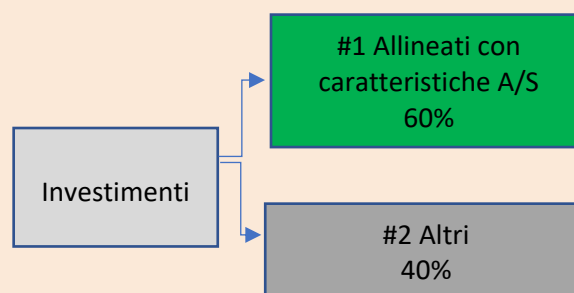 #1 Allineati con
caratteristiche A/S
60%
Investimenti
#2 Altri
40%